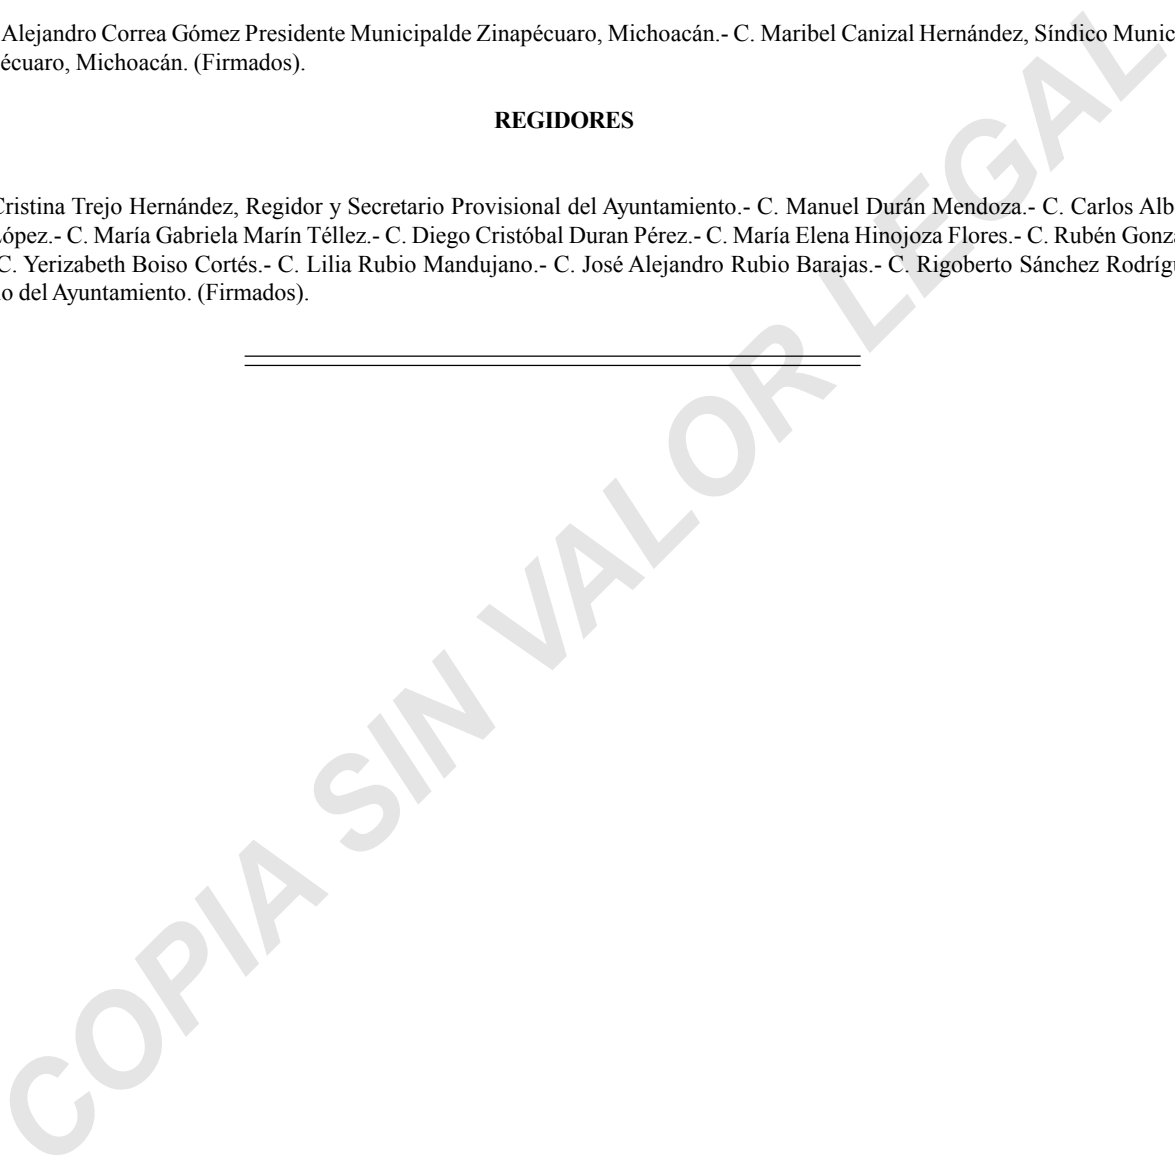 Alejandro Correa Gómez Presidente Municipalde Zinapécuaro, Michoacán.- C. Maribel Canizal Hernández, Síndico Munic
écuaro, Michoacán. (Firmados).
REGIDORES
Cristina Trejo Hernández, Regidor y Secretario Provisional del Ayuntamiento.- C. Manuel Durán Mendoza.- C. Carlos Alb
López.- C. María Gabriela Marín Téllez.- C. Diego Cristóbal Duran Pérez.- C. María Elena Hinojoza Flores.- C. Rubén Gonz
C. Yerizabeth Boiso Cortés.- C. Lilia Rubio Mandujano.- C. José Alejandro Rubio Barajas.- C. Rigoberto Sánchez Rodríg
o del Ayuntamiento. (Firmados).
COPIA SIN VALOR LEGAL